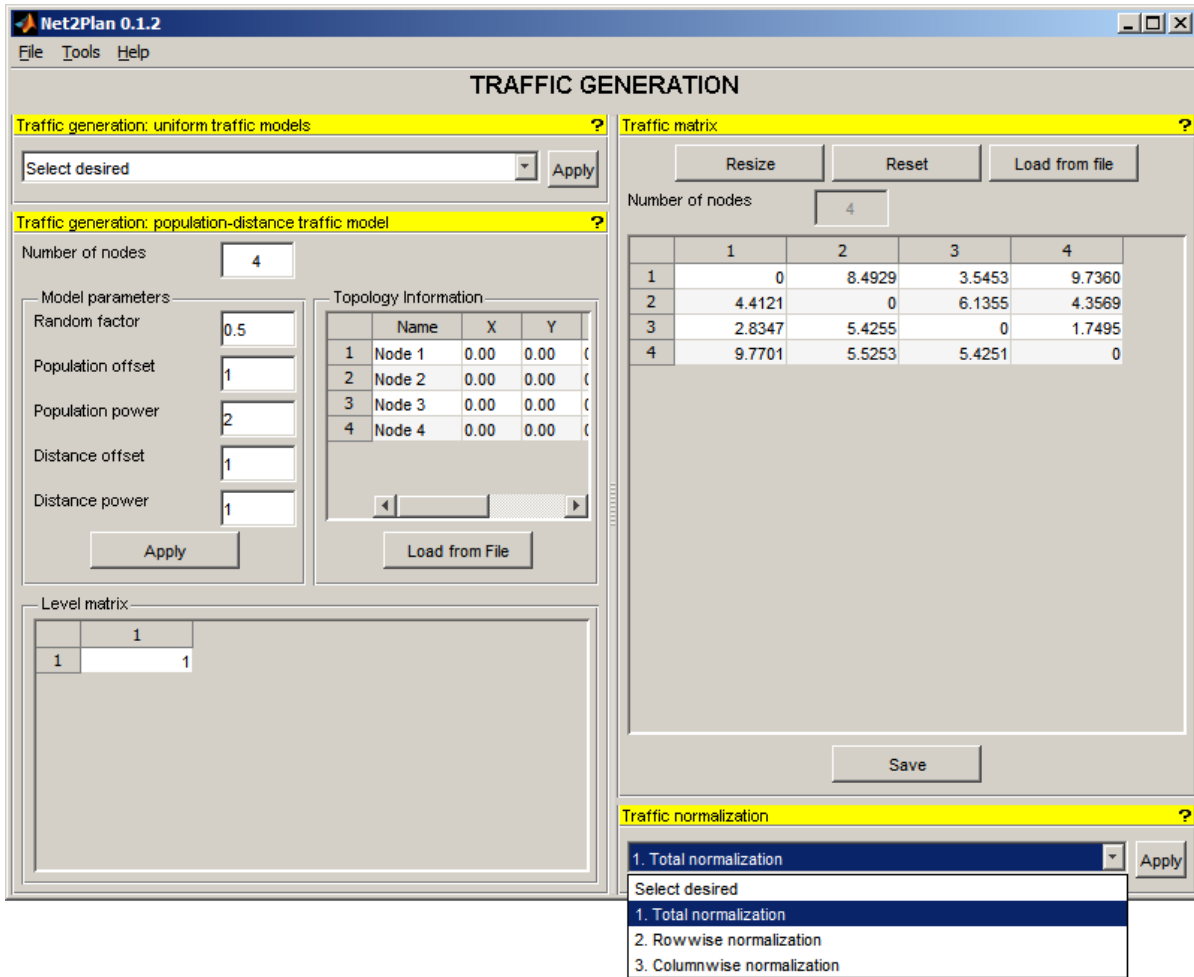 Net2Plan 0.1.2
File Tools Help
TRAFFIC GENERATION
Traffic generation: uniform traffic models ?
Select desired Apply
Traffic generation: population-distance traffic model ?
Number of nodes 4
Model parameters
Random factor 0.5
Population offset 1
Population power 2
Distance offset 1
Distance power 1
Apply
Topology Information
Name X Y
1 Node 1 0.00 0.00
2 Node 2 0.00 0.00
3 Node 3 0.00 0.00
4 Node 4 0.00 0.00
Load from File
Level matrix
1
1 1
Traffic matrix ?
Resize Reset Load from file
Number of nodes 4
1 2 3 4
1 0 8.4929 3.5453 9.7360
2 4.4121 0 6.1355 4.3569
3 2.8347 5.4255 0 1.7495
4 9.7701 5.5253 5.4251 0
Save
Traffic normalization ?
1. Total normalization Apply
Select desired
1. Total normalization
2. Rowwise normalization
3. Columnwise normalization